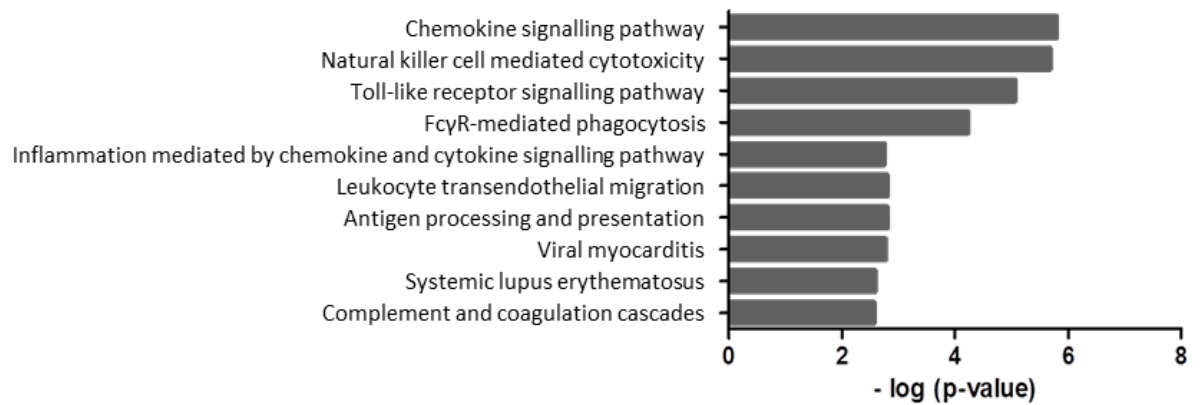 Chemokine signalling pathway
Natural killer cell mediated cytotoxicity
Toll-like receptor signalling pathway
FcγR-mediated phagocytosis
Inflammation mediated by chemokine and cytokine signalling pathway
Leukocyte transendothelial migration
Antigen processing and presentation
Viral myocarditis
Systemic lupus erythematosus
Complement and coagulation cascades
0 2 4 6 8
- log (p-value)